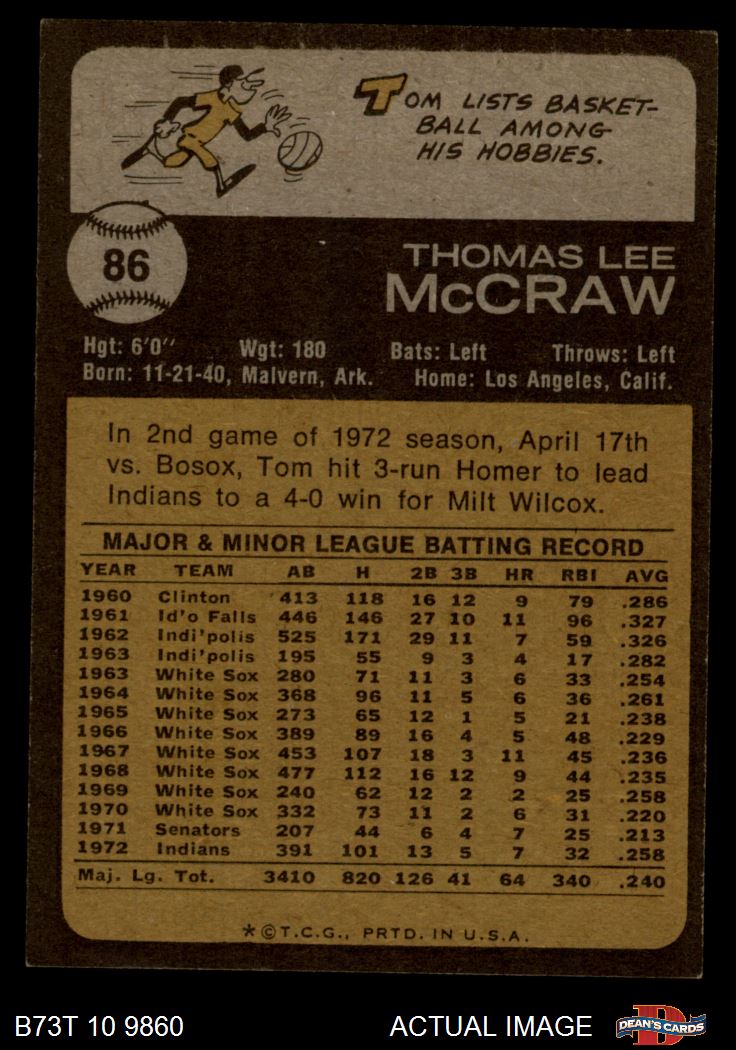 TOM LISTS BASKET-
BALL AMONG
HIS HOBBIES.
86
THOMAS LEE
McCRAW
Hgt: 6'0" Wgt: 180 Bats: Left Throws: Left
Born: 11-21-40, Malvern, Ark. Home: Los Angeles, Calif.
In 2nd game of 1972 season, April 17th
vs. Bosox, Tom hit 3-run Homer to lead
Indians to a 4-0 win for Milt Wilcox.
MAJOR & MINOR LEAGUE BATTING RECORD
YEAR TEAM AB H 2B 3B HR RBI AVG
1960 Clinton 413 118 16 12 9 79 .286
1961 Id'o Falls 446 146 27 10 11 96 .327
1962 Indi'polis 525 171 29 11 7 59 .326
1963 Indi'polis 195 55 9 3 4 17 .282
1963 White Sox 280 71 11 3 6 33 .254
1964 White Sox 368 96 11 5 6 36 .261
1965 White Sox 273 65 12 1 5 21 .238
1966 White Sox 389 89 16 4 5 48 .229
1967 White Sox 453 107 18 3 11 45 .236
1968 White Sox 477 112 16 12 9 44 .235
1969 White Sox 240 62 12 2 2 25 .258
1970 White Sox 332 73 11 2 6 31 .220
1971 Senators 207 44 6 4 7 25 .213
1972 Indians 391 101 13 5 7 32 .258
Maj. Lg. Tot. 3410 820 126 41 64 340 .240
*©T.C.G., PRTD. IN U.S.A.
B73T 10 9860 ACTUAL IMAGE D DEAN'S CARDS